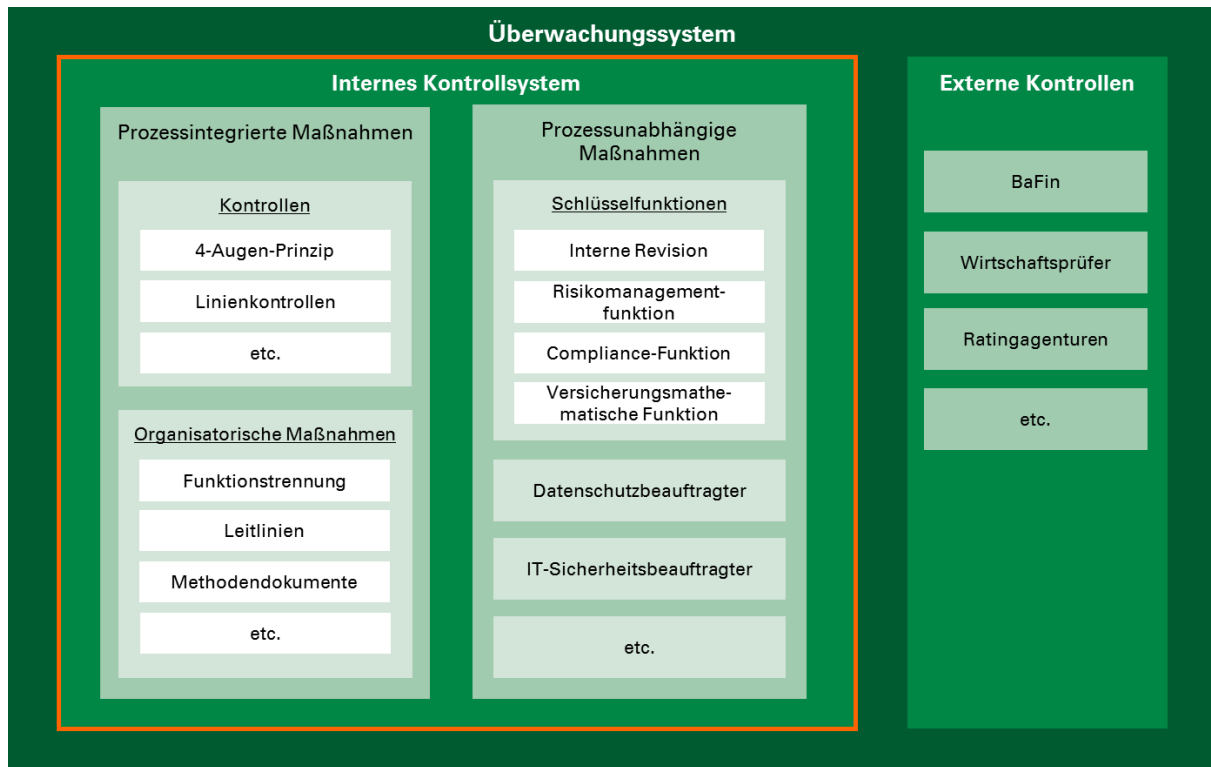 Überwachungssystem
Internes Kontrollsystem
Prozessintegrierte Maßnahmen
Kontrollen
4-Augen-Prinzip
Linienkontrollen
etc.
Organisatorische Maßnahmen
Funktionstrennung
Leitlinien
Methodendokumente
etc.
Prozessunabhängige
Maßnahmen
Schlüsselfunktionen
Interne Revision
Risikomanagement-
funktion
Compliance-Funktion
Versicherungsmathe-
matische Funktion
Datenschutzbeauftragter
IT-Sicherheitsbeauftragter
etc.
Externe Kontrollen
BaFin
Wirtschaftsprüfer
Ratingagenturen
etc.